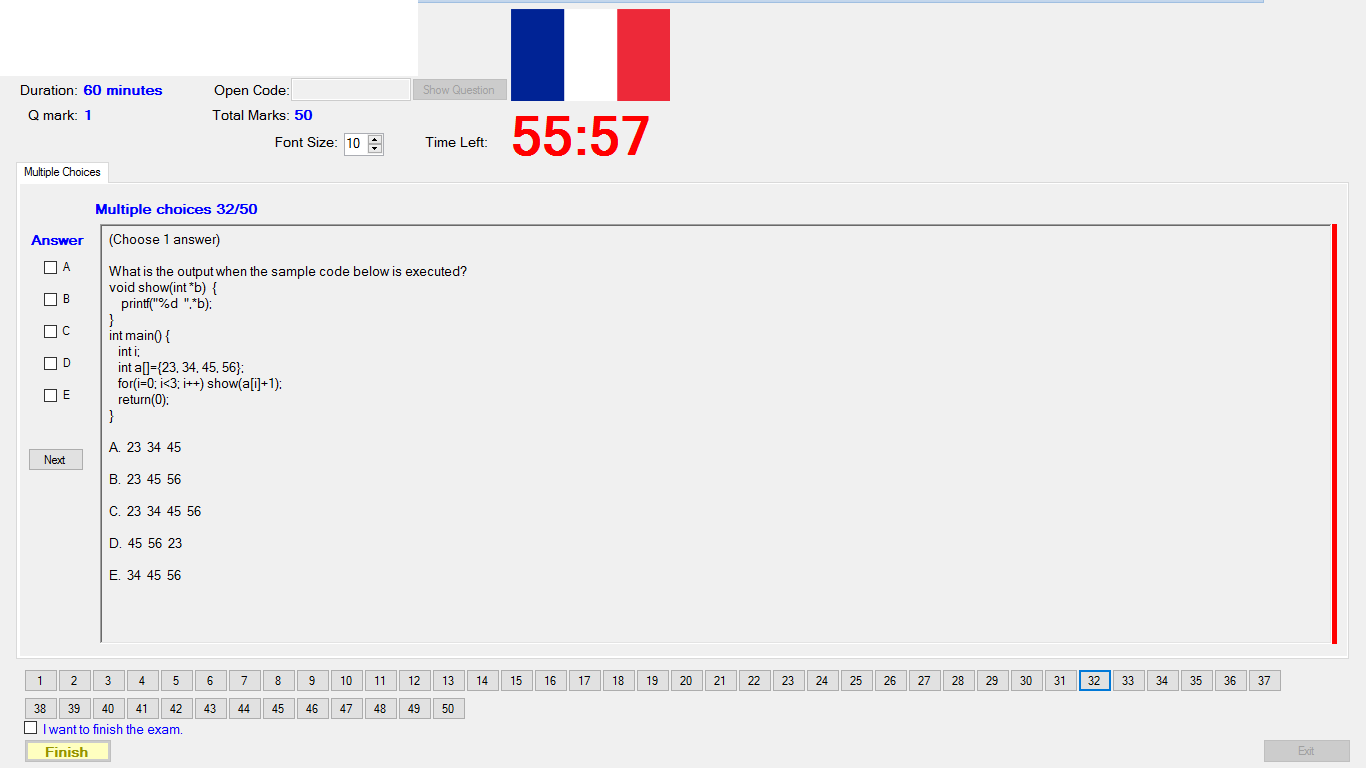 Duration: 60 minutes
Open Code:
Show Question
Q mark: 1
Total Marks: 50
Font Size: 10
Time Left: 55:57
Multiple Choices
Multiple choices 32/50
Answer
A
B
C
D
E
Next
(Choose 1 answer)
What is the output when the sample code below is executed?
void show(int *b) {
printf("%d ",*b);
}
int main() {
int i;
int a[]={23, 34, 45, 56};
for(i=0; i<3; i++) show(a[i]+1);
return(0);
}
A. 23 34 45
B. 23 45 56
C. 23 34 45 56
D. 45 56 23
E. 34 45 56
1 2 3 4 5 6 7 8 9 10 11 12 13 14 15 16 17 18 19 20 21 22 23 24 25 26 27 28 29 30 31 32 33 34 35 36 37
38 39 40 41 42 43 44 45 46 47 48 49 50
I want to finish the exam.
Finish
Exit